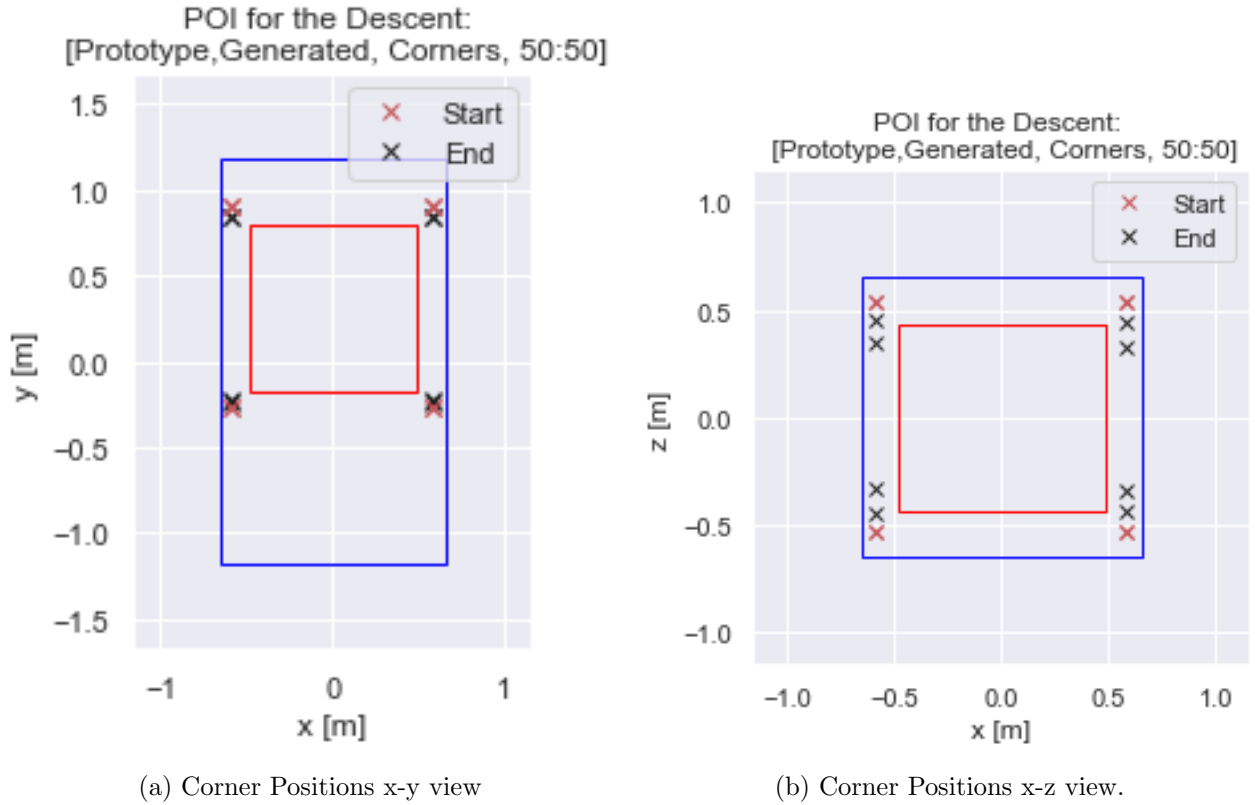 POI for the Descent:
[Prototype,Generated, Corners, 50:50]
Start
End
1.5
1.0
0.5
0.0
−0.5
−1.0
−1.5
y [m]
−1
0
1
x [m]
(a) Corner Positions x-y view
POI for the Descent:
[Prototype,Generated, Corners, 50:50]
Start
End
1.0
0.5
0.0
−0.5
−1.0
z [m]
−1.0
−0.5
0.0
0.5
1.0
x [m]
(b) Corner Positions x-z view.